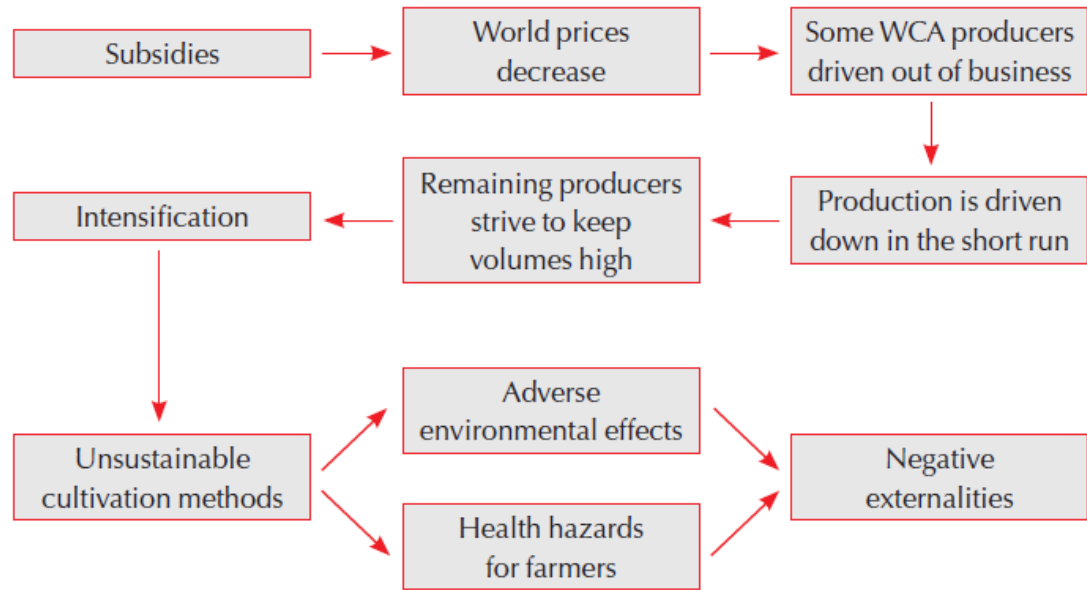 Subsidies
World prices
decrease
Some WCA producers
driven out of business
Production is driven
down in the short run
Remaining producers
strive to keep
volumes high
Intensification
Unsustainable
cultivation methods
Adverse
environmental effects
Health hazards
for farmers
Negative
externalities